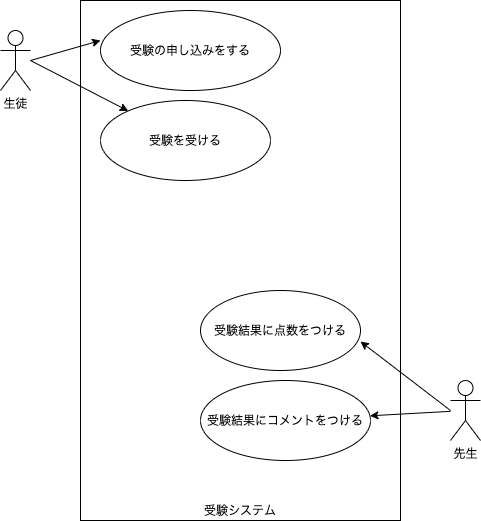 受験の申し込みをする
生徒
受験を受ける
受験結果に点数をつける
受験結果にコメントをつける
先生
受験システム